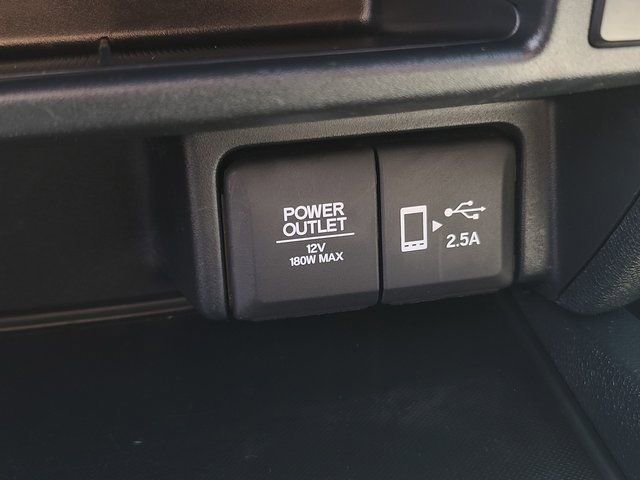 POWER
OUTLET
12V
180W MAX
2.5A